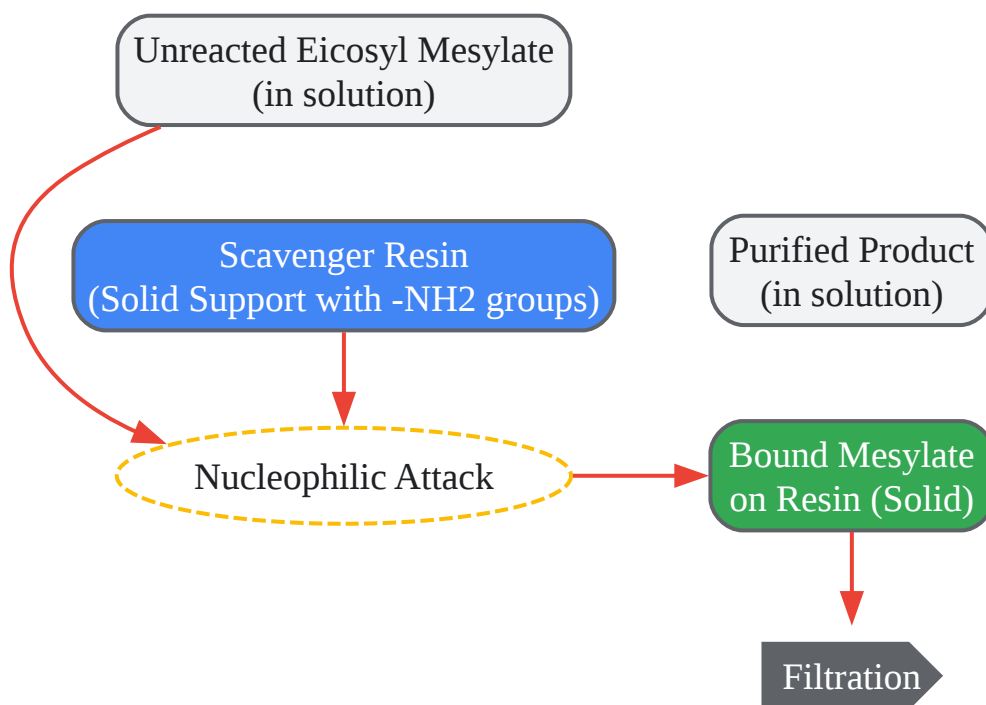 Unreacted Eicosyl Mesylate
(in solution)
Scavenger Resin
(Solid Support with -NH2 groups)
Purified Product
(in solution)
Nucleophilic Attack
Bound Mesylate
on Resin (Solid)
Filtration